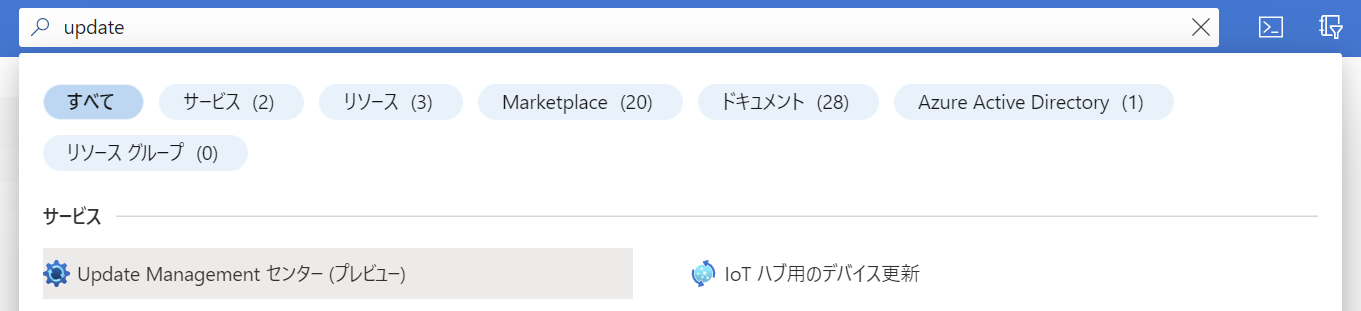 update
すべて サービス (2) リソース (3) Marketplace (20) ドキュメント (28) Azure Active Directory (1)
リソース グループ (0)
サービス
Update Management センター (プレビュー) IoT ハブ用のデバイス更新